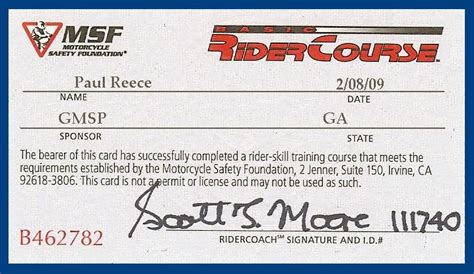 MSF
MOTORCYCLE
SAFETY FOUNDATION®
BASIC
RIDERCOURSE
Paul Reece 2/08/09
NAME DATE
GMSP GA
SPONSOR STATE
The bearer of this card has successfully completed a rider-skill training course that meets the
requirements established by the Motorcycle Safety Foundation, 2 Jenner, Suite 150, Irvine, CA
92618-3806. This card is not a permit or license and may not be used as such.
Scott J. Moore 111740
B462782
RIDERCOACH℠ SIGNATURE AND I.D.#